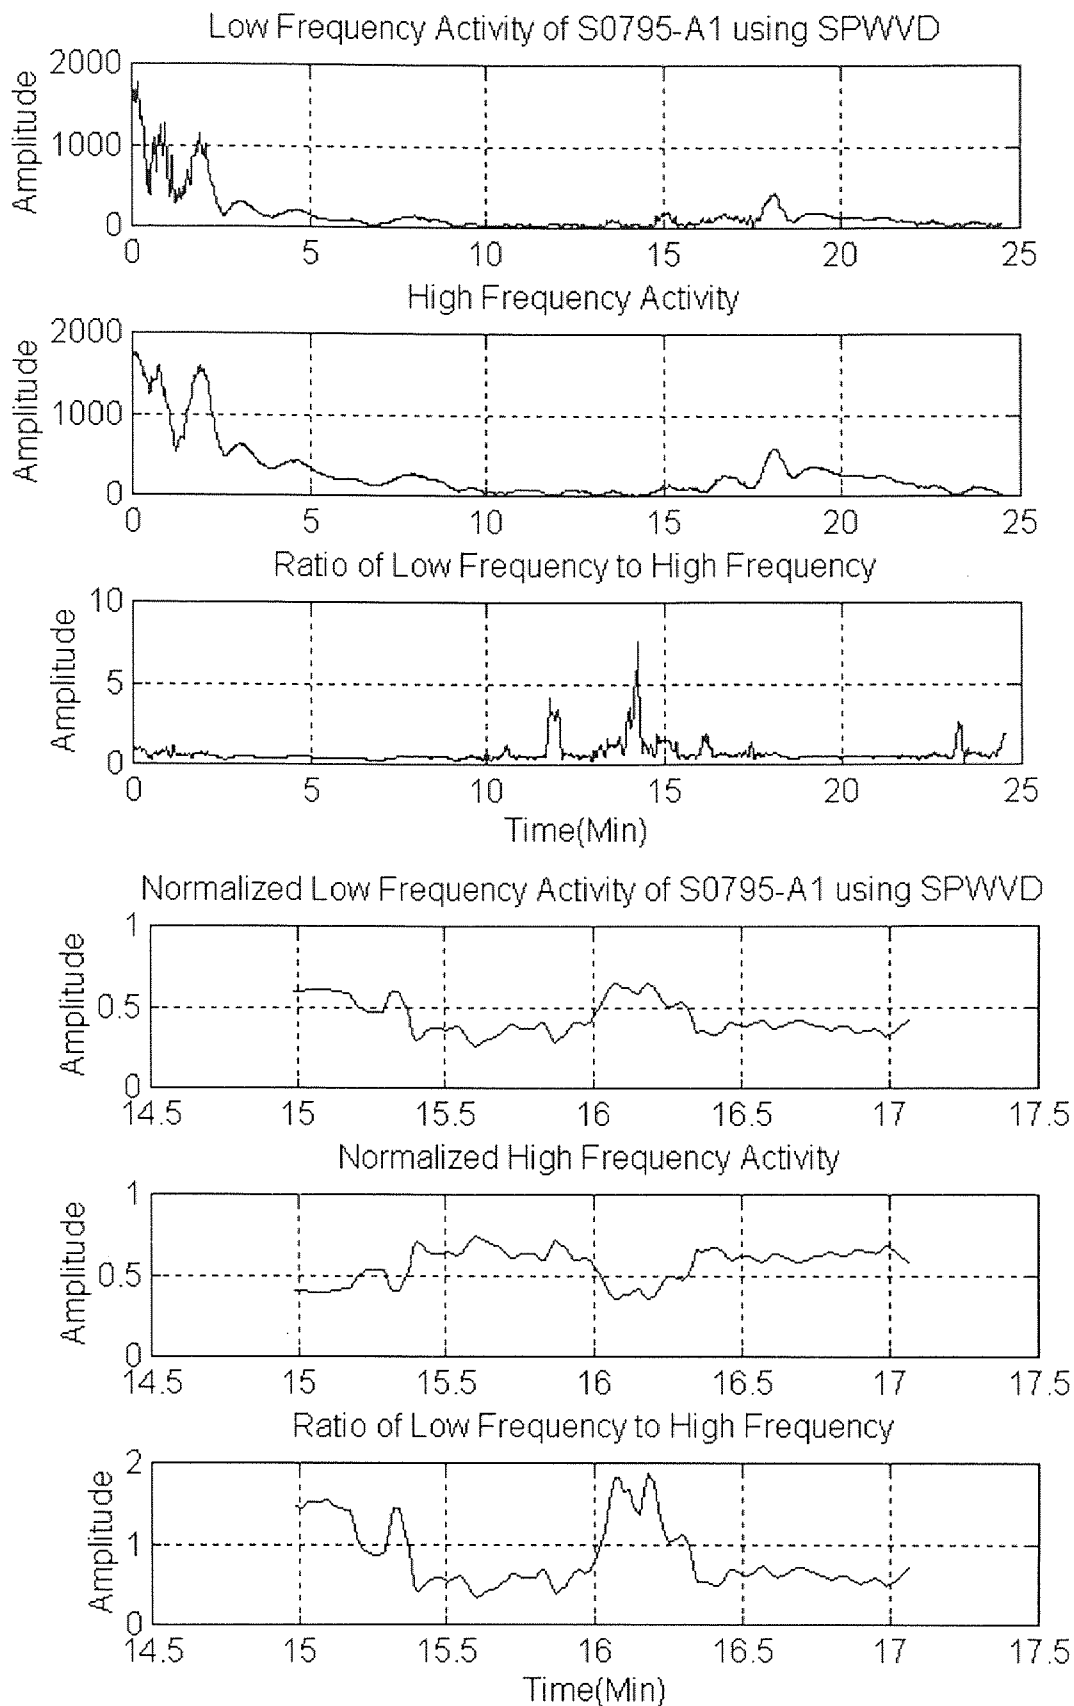 Low Frequency Activity of S0795-A1 using SPWVD
2000
1000
0
Amplitude
0 5 10 15 20 25
High Frequency Activity
2000
1000
0
Amplitude
0 5 10 15 20 25
Ratio of Low Frequency to High Frequency
10
5
0
Amplitude
0 5 10 15 20 25
Time(Min)
Normalized Low Frequency Activity of S0795-A1 using SPWVD
1
0.5
0
Amplitude
14.5 15 15.5 16 16.5 17 17.5
Normalized High Frequency Activity
1
0.5
0
Amplitude
14.5 15 15.5 16 16.5 17 17.5
Ratio of Low Frequency to High Frequency
2
1
0
Amplitude
14.5 15 15.5 16 16.5 17 17.5
Time(Min)